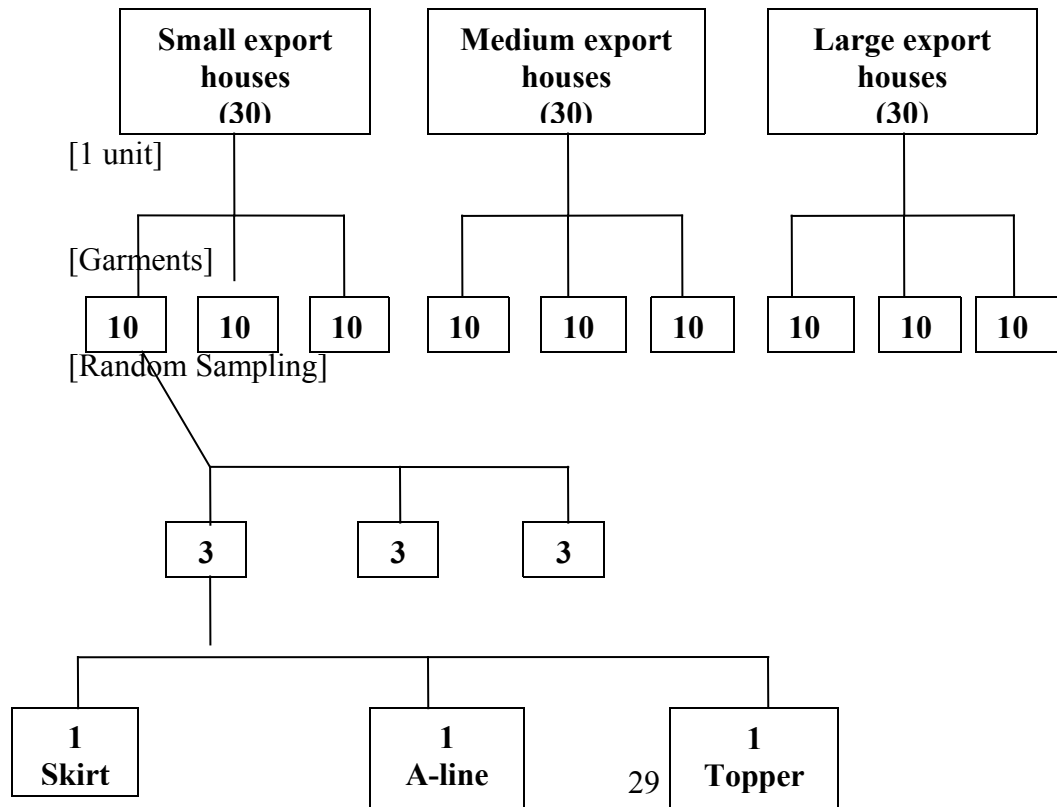 Small export
houses
(30)
Medium export
houses
(30)
Large export
houses
(30)
[1 unit]
[Garments]
10 10 10 10 10 10 10 10 10
[Random Sampling]
3 3 3
1
Skirt
1
A-line
1
Topper
29